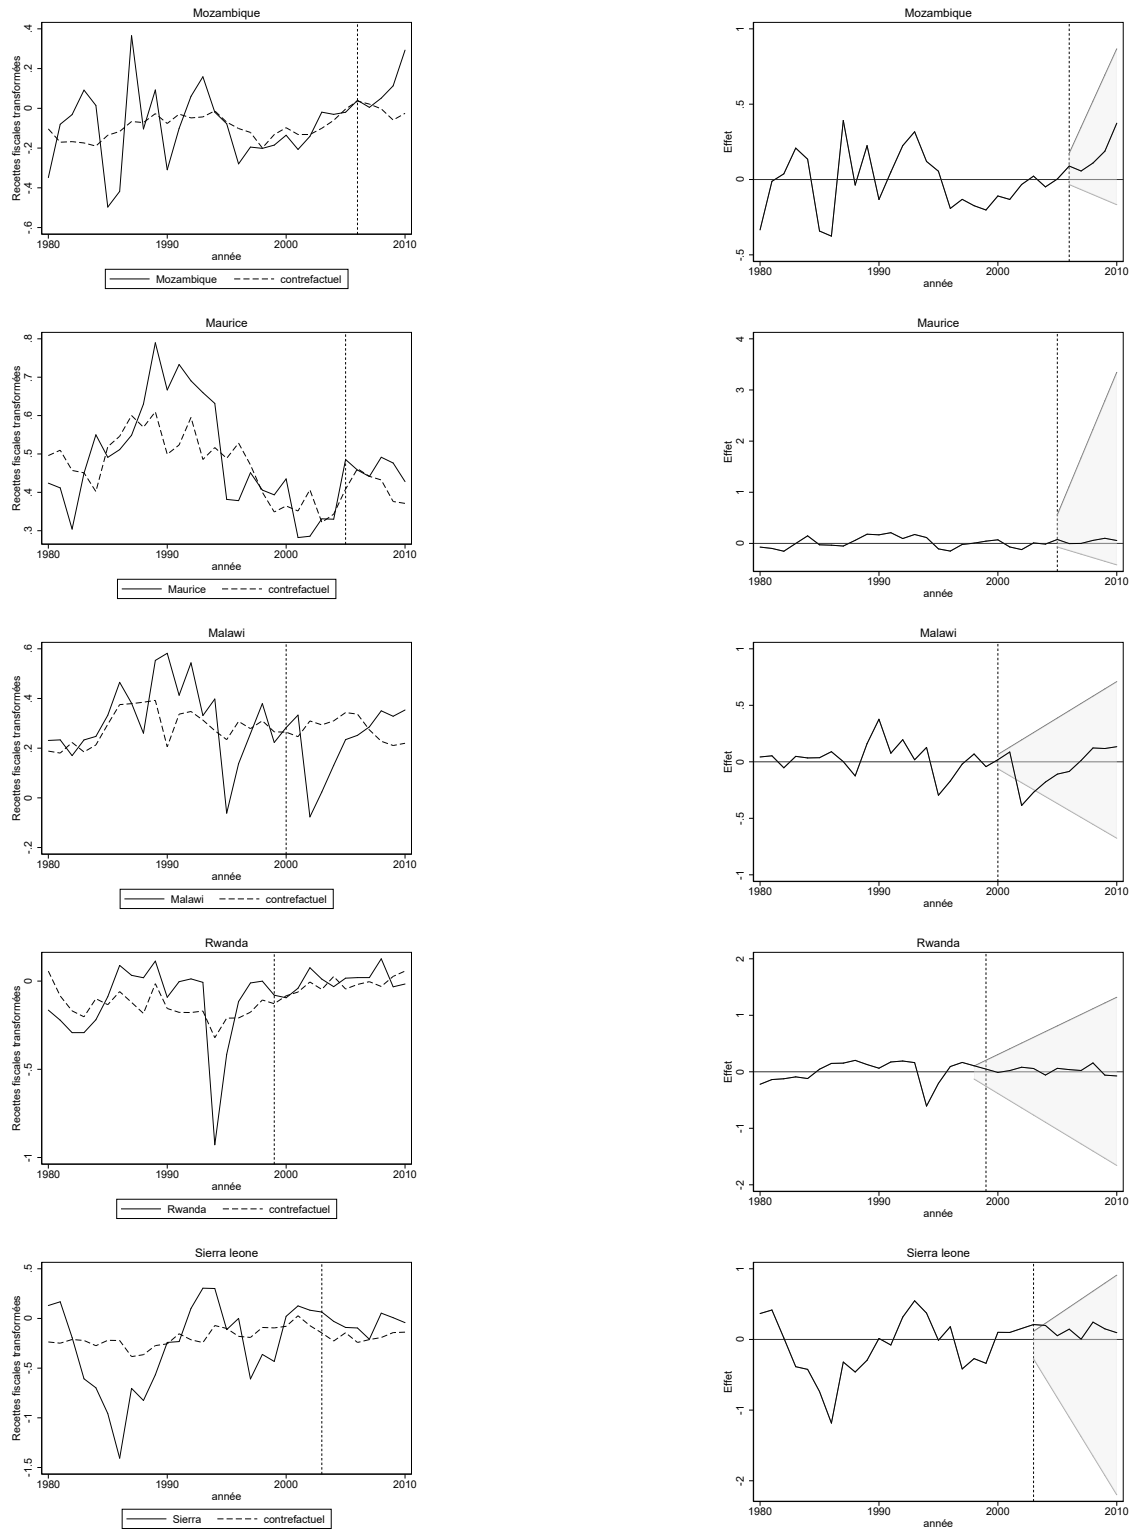 Mozambique
Recettes fiscales transformées
.4
.2
0
-.2
-.4
-.6
1980 1990 2000 2010
année
Mozambique contrefactuel
Mozambique
Effet
1
.5
0
-.5
1980 1990 2000 2010
année
Maurice
Recettes fiscales transformées
.8
.7
.6
.5
.4
.3
1980 1990 2000 2010
année
Maurice contrefactuel
Maurice
Effet
4
3
2
1
0
1980 1990 2000 2010
année
Malawi
Recettes fiscales transformées
.6
.4
.2
0
-.2
1980 1990 2000 2010
année
Malawi contrefactuel
Malawi
Effet
1
.5
0
-.5
-1
1980 1990 2000 2010
année
Rwanda
Recettes fiscales transformées
0
-.5
-1
1980 1990 2000 2010
année
Rwanda contrefactuel
Rwanda
Effet
2
1
0
-1
-2
1980 1990 2000 2010
année
Sierra leone
Recettes fiscales transformées
.5
0
-.5
-1
-1.5
1980 1990 2000 2010
année
Sierra contrefactuel
Sierra leone
Effet
1
0
-1
-2
1980 1990 2000 2010
année